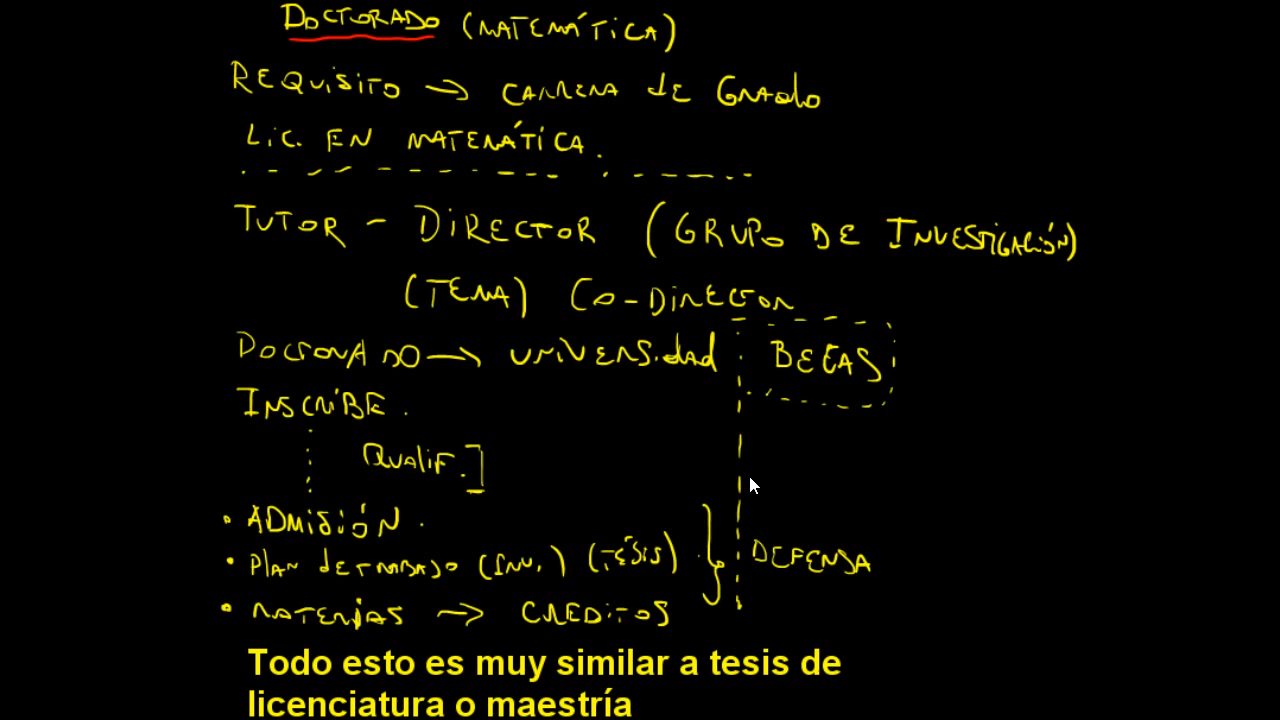 DOCTORADO (MATEMÁTICA)
REQUISITO → CARRERA de GRAdo
Lic. EN MATEMÁTICA.
TUTOR - DIRECTOR (GRUPO DE INVESTIGACIÓN)
(TEMA) CO-DIRECTOR
DOCTORADO → UNIVERSidad
BECAS
INSCRIBE.
QUALIF.]
• ADMISIÓN.
• PLAN de TRABAJO (INV.) (TÉSIS)
DEFENSA
• MATERIAS → CREDITOS
Todo esto es muy similar a tesis de
licenciatura o maestría